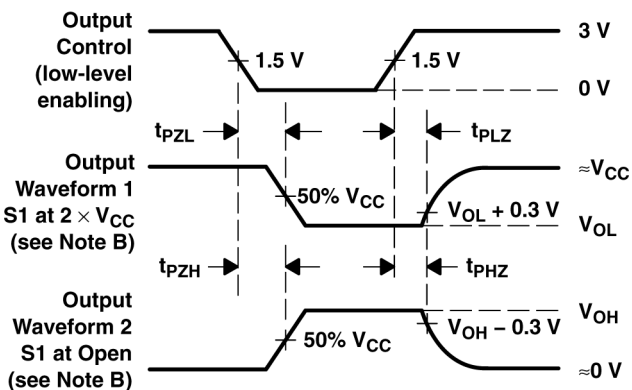 Output
Control
(low-level
enabling)
1.5 V
1.5 V
3 V
0 V
tPZL
tPLZ
Output
Waveform 1
S1 at 2 × VCC
(see Note B)
50% VCC
VOL + 0.3 V
≈VCC
VOL
tPZH
tPHZ
Output
Waveform 2
S1 at Open
(see Note B)
50% VCC
VOH − 0.3 V
VOH
≈0 V